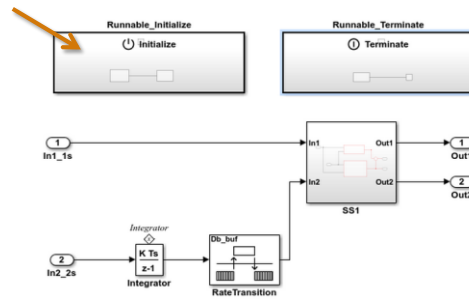 Runnable_Initialize
Runnable_Terminate
Initialize
Terminate
1
In1_1s
In1
Out1
In2
Out2
SS1
1
Out1
2
Out2
Integrator
2
In2_2s
K Ts
z-1
Integrator
Db_buf
RateTransition